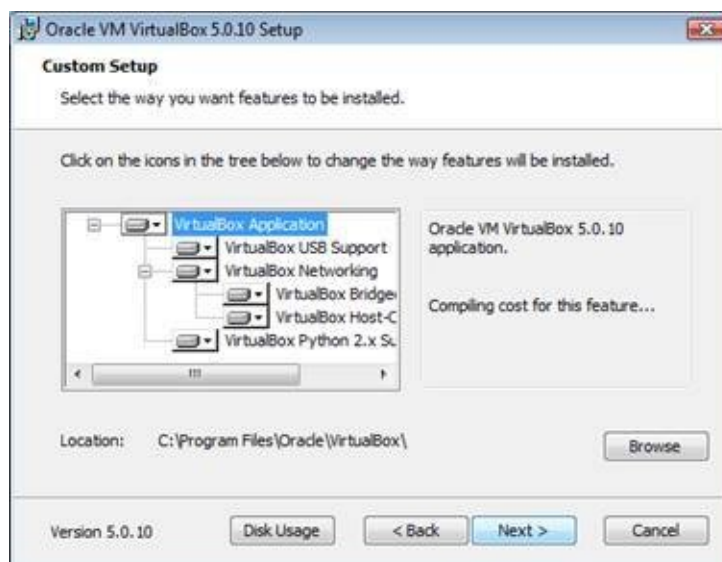 Oracle VM VirtualBox 5.0.10 Setup
Custom Setup
Select the way you want features to be installed.
Click on the icons in the tree below to change the way features will be installed.
VirtualBox Application
VirtualBox USB Support
VirtualBox Networking
VirtualBox Bridge
VirtualBox Host-C
VirtualBox Python 2.x Su
Oracle VM VirtualBox 5.0.10
application.
Compiling cost for this feature...
Location: C:\Program Files\Oracle\VirtualBox\
Browse
Version 5.0.10
Disk Usage
< Back
Next >
Cancel